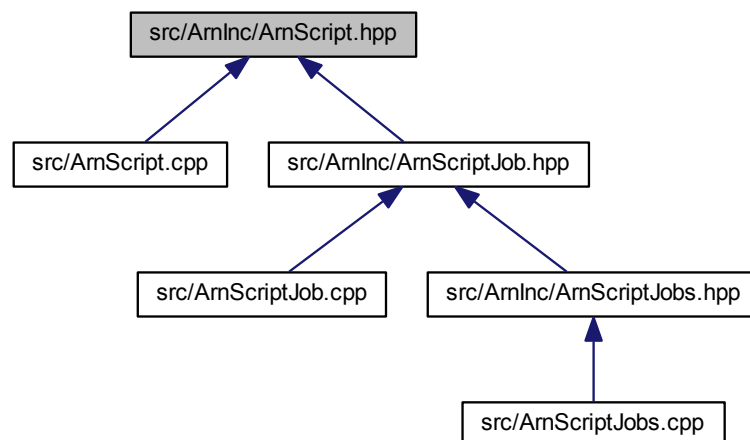 src/ArnInc/ArnScript.hpp
src/ArnScript.cpp
src/ArnInc/ArnScriptJob.hpp
src/ArnScriptJob.cpp
src/ArnInc/ArnScriptJobs.hpp
src/ArnScriptJobs.cpp